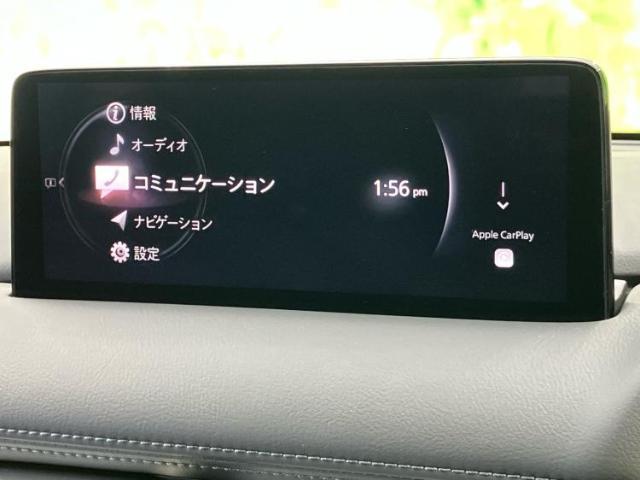 情報
オーディオ
コミュニケーション
ナビゲーション
設定
1:56 pm
Apple CarPlay